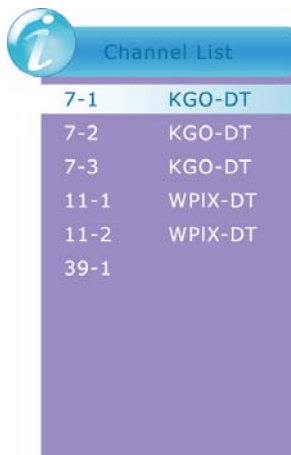 Channel List
7-1 KGO-DT
7-2 KGO-DT
7-3 KGO-DT
11-1 WPIX-DT
11-2 WPIX-DT
39-1